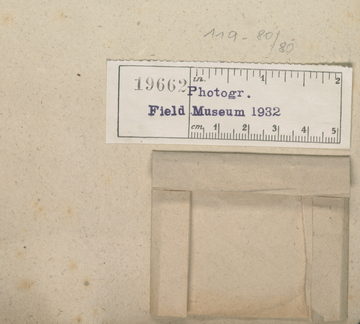 119-80/80
19662
in. 1 2
Photogr.
Field Museum 1932
cm. 1 2 3 4 5